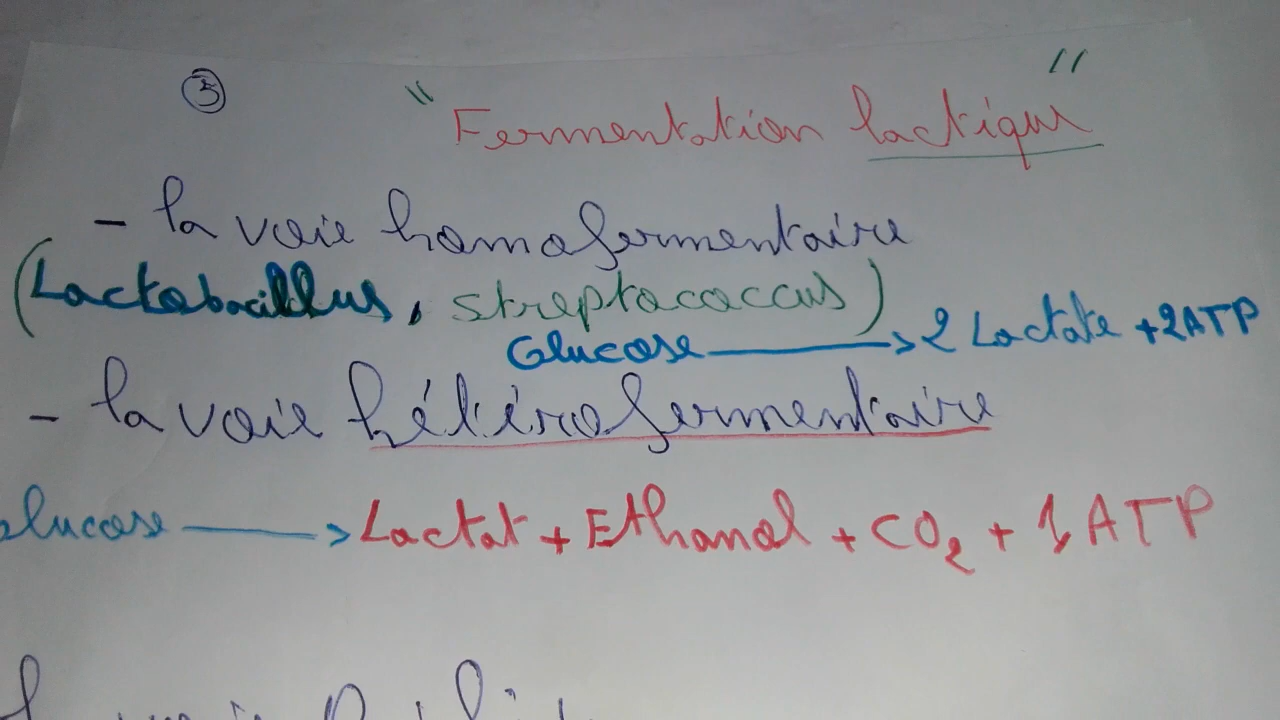 ③
" Fermentation lactique "
- la voie homofermentaire
(Lactobacillus, streptococcus)
Glucose → 2 Lactate + 2ATP
- la voie hétérofermentaire
Glucose → Lactat + Ethanol + CO₂ + 1 ATP